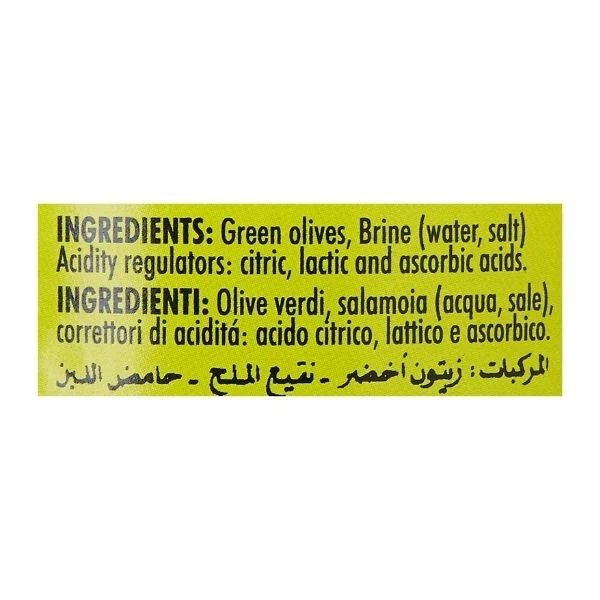 INGREDIENTS: Green olives, Brine (water, salt)
Acidity regulators: citric, lactic and ascorbic acids.
INGREDIENTI: Olive verdi, salamoia (acqua, sale),
correttori di aciditá: acido citrico, lattico e ascorbico.
المركبات : زيتون أخضر - نقيع الملح - حامض اللبن